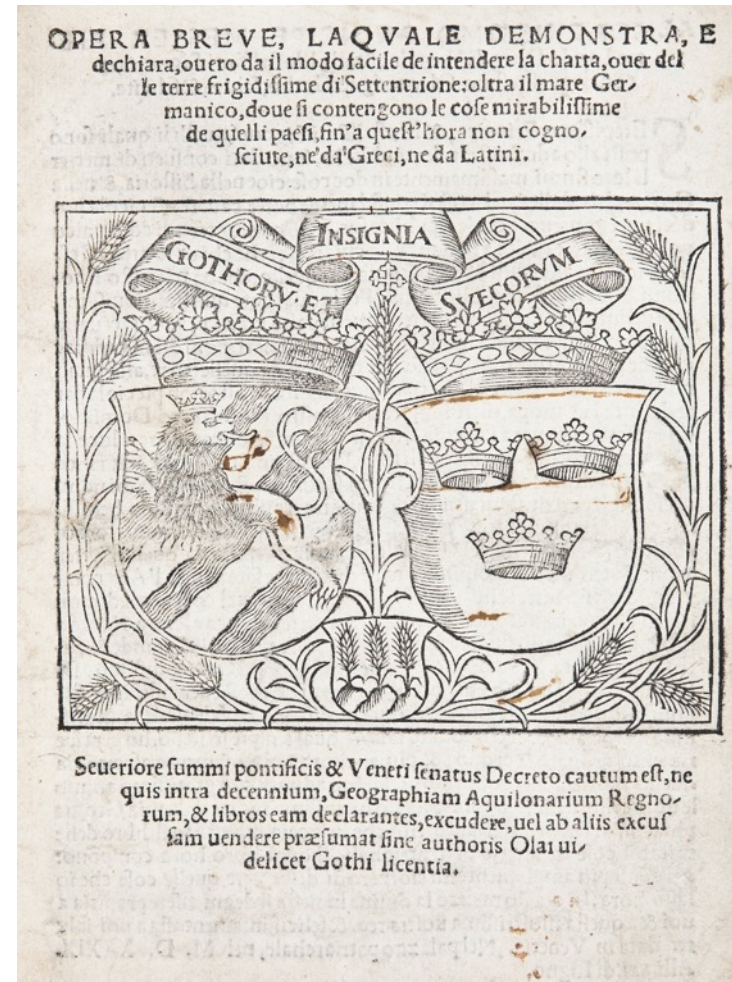 OPERA BREVE, LAQVALE DEMONSTRA, E
dechiara, ouero da il modo facile de intendere la charta, ouer del
le terre frigidissime di Settentrione: oltra il mare Ger-
manico, doue si contengono le cose mirabilissime
de quelli paesi, fin'a quest'hora non cogno-
sciute, ne' da' Greci, ne da Latini.
INSIGNIA
GOTHORV̄. ET SVECORVM
Seueriore summi pontificis & Veneti senatus Decreto cautum est, ne
quis intra decennium, Geographiam Aquilonarium Regno-
rum, & libros eam declarantes, excudere, uel ab aliis excus
sam uendere præsumat sine authoris Olai ui-
delicet Gothi licentia.